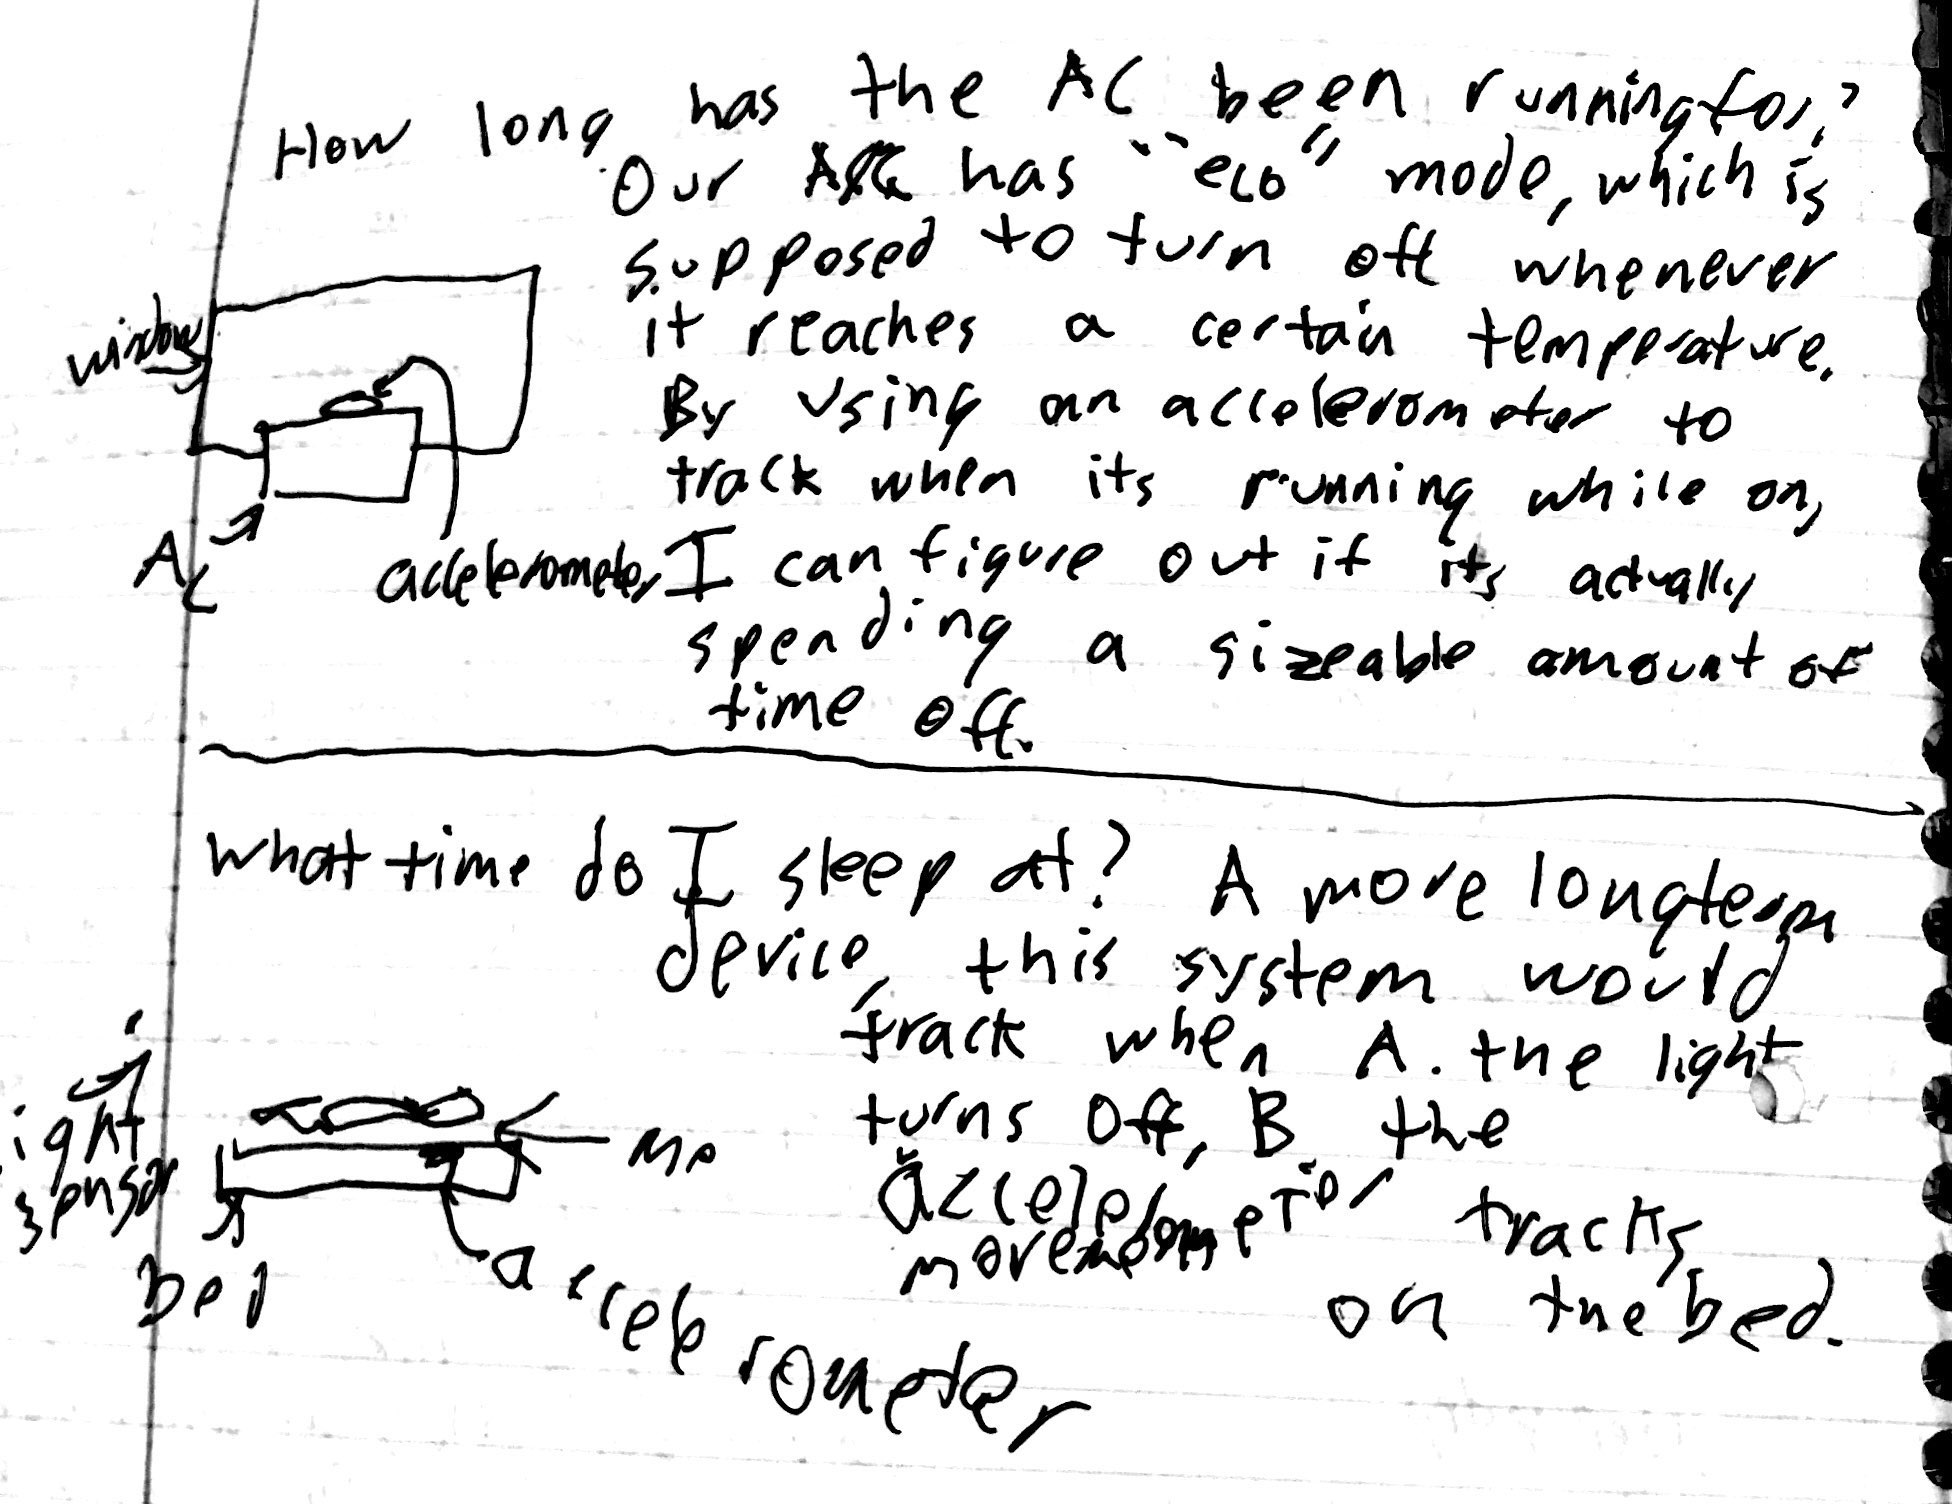 How long has the AC been running for?
Our AC has "eco" mode, which is
supposed to turn off whenever
it reaches a certain temperature.
By using an accelerometer to
track when its running while on,
I can figure out if its actually
spending a sizeable amount of
time off.
window
AC
accelerometer
What time do I sleep at? A more longterm
device, this system would
track when A. the light
turns off, B the
accelerometer tracks
movement
on the bed.
ight
sensor
Me
bed
accelerometer